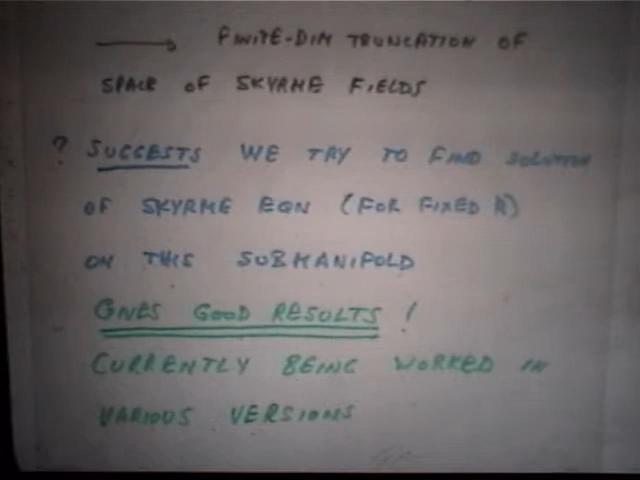 → FINITE-DIM TRUNCATION OF
SPACE OF SKYRME FIELDS
? SUGGESTS WE TRY TO FIND SOLUTION
OF SKYRME EQN (FOR FIXED k)
ON THIS SUBMANIFOLD
GIVES GOOD RESULTS !
CURRENTLY BEING WORKED IN
VARIOUS VERSIONS